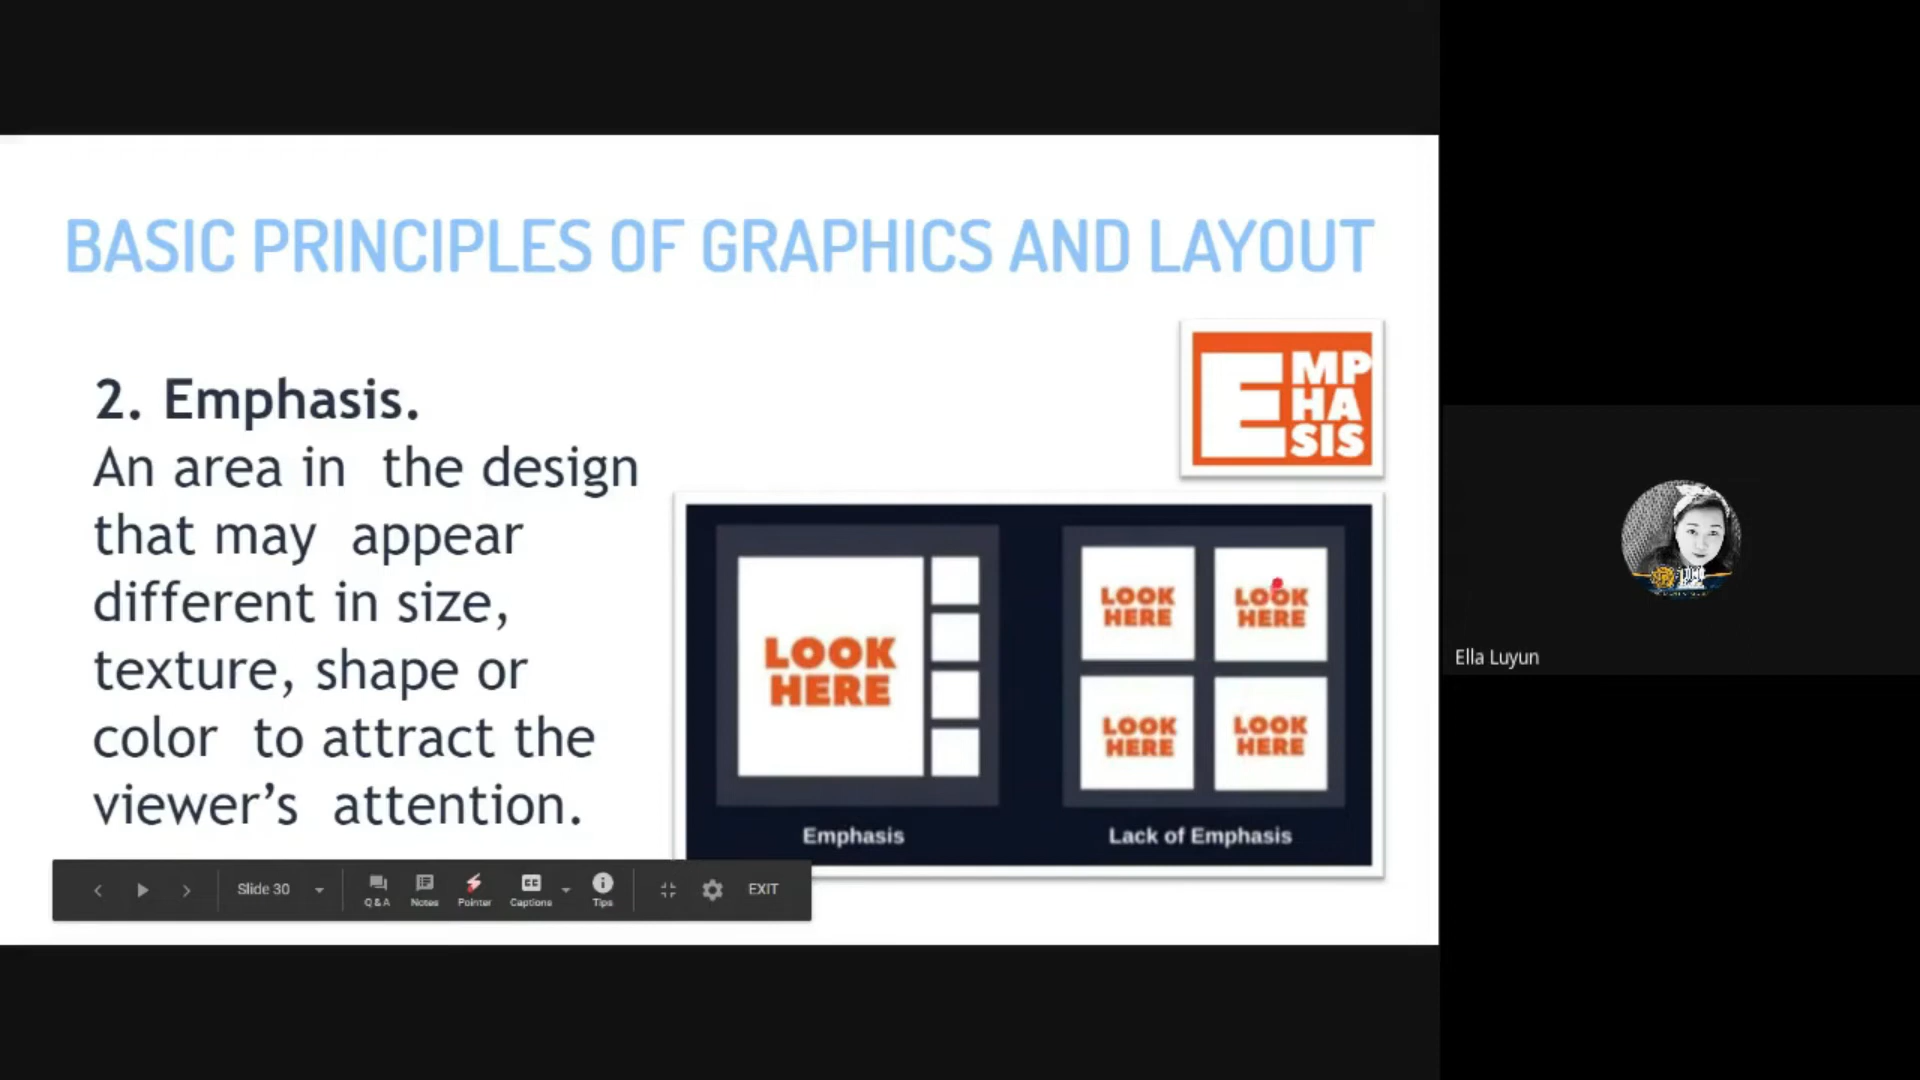 BASIC PRINCIPLES OF GRAPHICS AND LAYOUT
EMP
HA
SIS
2. Emphasis.
An area in the design
that may appear
different in size,
texture, shape or
color to attract the
viewer’s attention.
LOOK
HERE
LOOK
HERE
LOOK
HERE
LOOK
HERE
LOOK
HERE
Emphasis
Lack of Emphasis
Slide 30
Q & A
Notes
Pointer
CC
Captions
Tips
EXIT
Ella Luyun